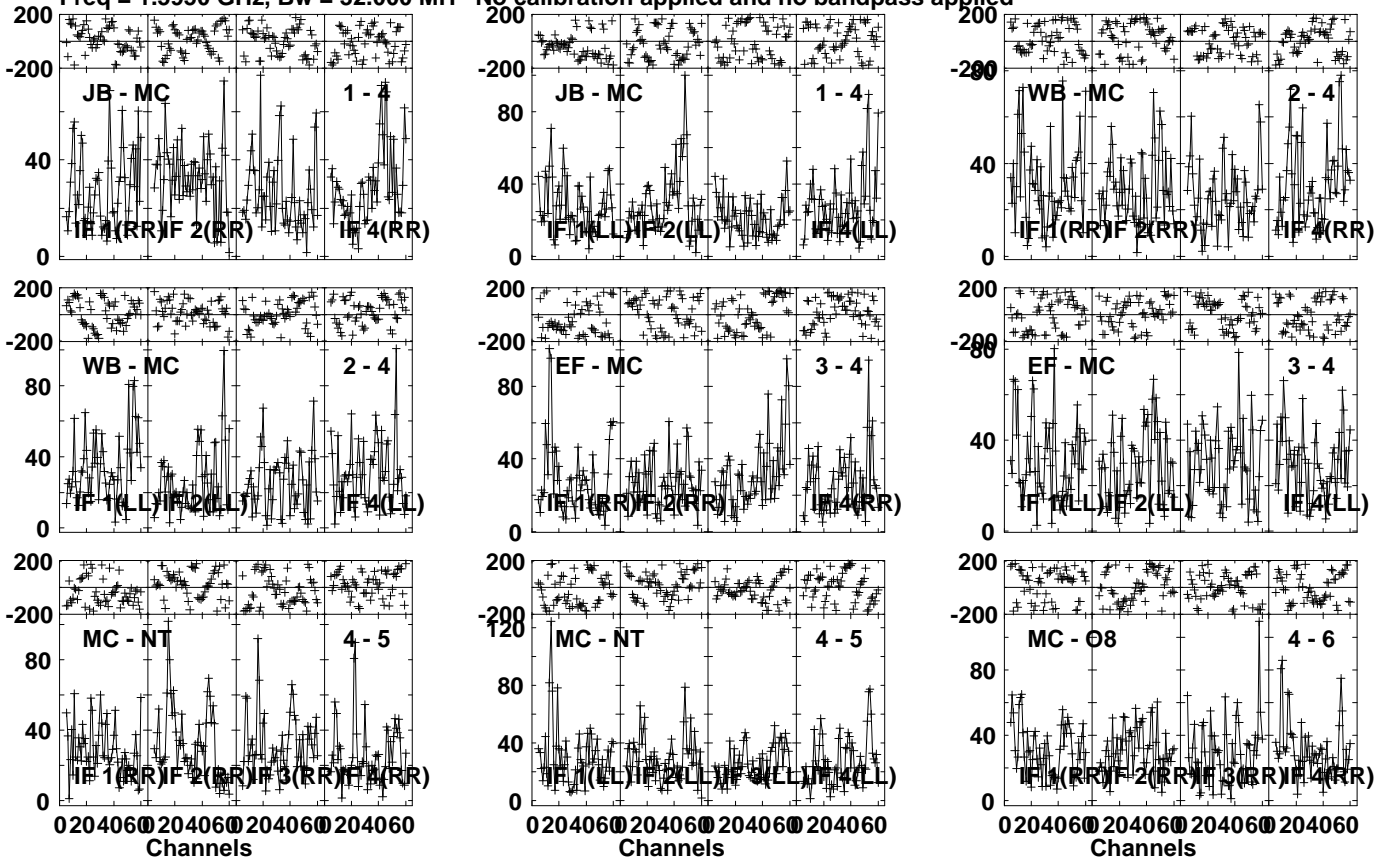 No calibration applied and no bandpass applied
200 200 200
-200 -200 -200
JB - MC 1 - 4 JB - MC 1 - 4 WB - MC 2 - 4
80 80
40 40 40
IF 1(RR) IF 2(RR) IF 4(RR) IF 1(LL) IF 2(LL) IF 4(LL) IF 1(RR) IF 2(RR) IF 4(RR)
0 0 0
200 200 200
-200 -200 -200
80
WB - MC 2 - 4 EF - MC 3 - 4 EF - MC 3 - 4
80 80
40 40 40
IF 1(LL) IF 2(LL) IF 4(LL) IF 1(RR) IF 2(RR) IF 4(RR) IF 1(LL) IF 2(LL) IF 4(LL)
0 0 0
200 200 200
-200 -200 -200
120
MC - NT 4 - 5 MC - NT 4 - 5 MC - O8 4 - 6
80 80 80
40 40 40
IF 1(RR) IF 2(RR) IF 3(RR) IF 4(RR) IF 1(LL) IF 2(LL) IF 3(LL) IF 4(LL) IF 1(RR) IF 2(RR) IF 3(RR) IF 4(RR)
0 0 0
0 20 40 60 0 20 40 60 0 20 40 60 0 20 40 60 0 20 40 60 0 20 40 60 0 20 40 60 0 20 40 60 0 20 40 60 0 20 40 60 0 20 40 60 0 20 40 60
Channels Channels Channels